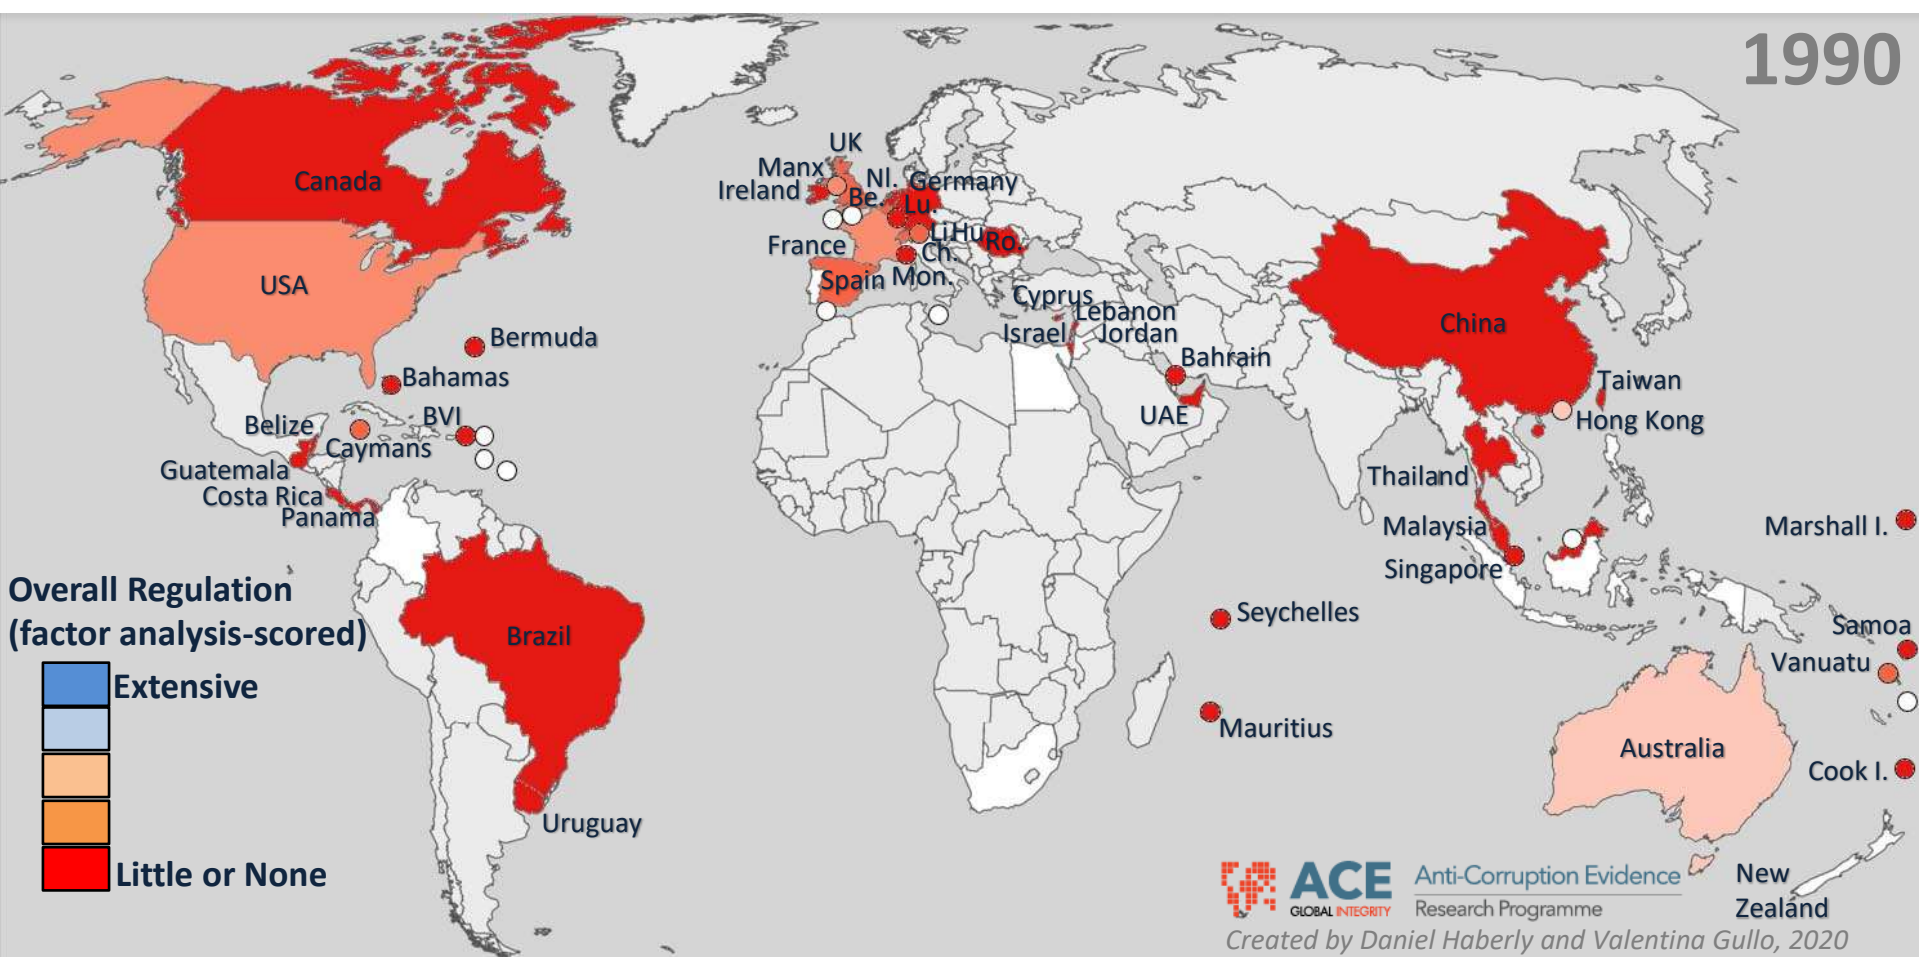 1990
UK
Manx
Ireland
Nl.
Germany
Be.
Lu.
Canada
France
Li.
Hu.
Ro.
Ch.
Spain
Mon.
USA
Cyprus
Lebanon
Israel
Jordan
China
Bermuda
Bahrain
Bahamas
Taiwan
UAE
Hong Kong
Belize
BVI
Caymans
Guatemala
Thailand
Costa Rica
Panama
Malaysia
Marshall I.
Singapore
Overall Regulation
(factor analysis-scored)
Brazil
Seychelles
Samoa
Vanuatu
Extensive
Mauritius
Australia
Cook I.
Uruguay
Little or None
New
Zealand
ACE
GLOBAL INTEGRITY
Anti-Corruption Evidence
Research Programme
Created by Daniel Haberly and Valentina Gullo, 2020